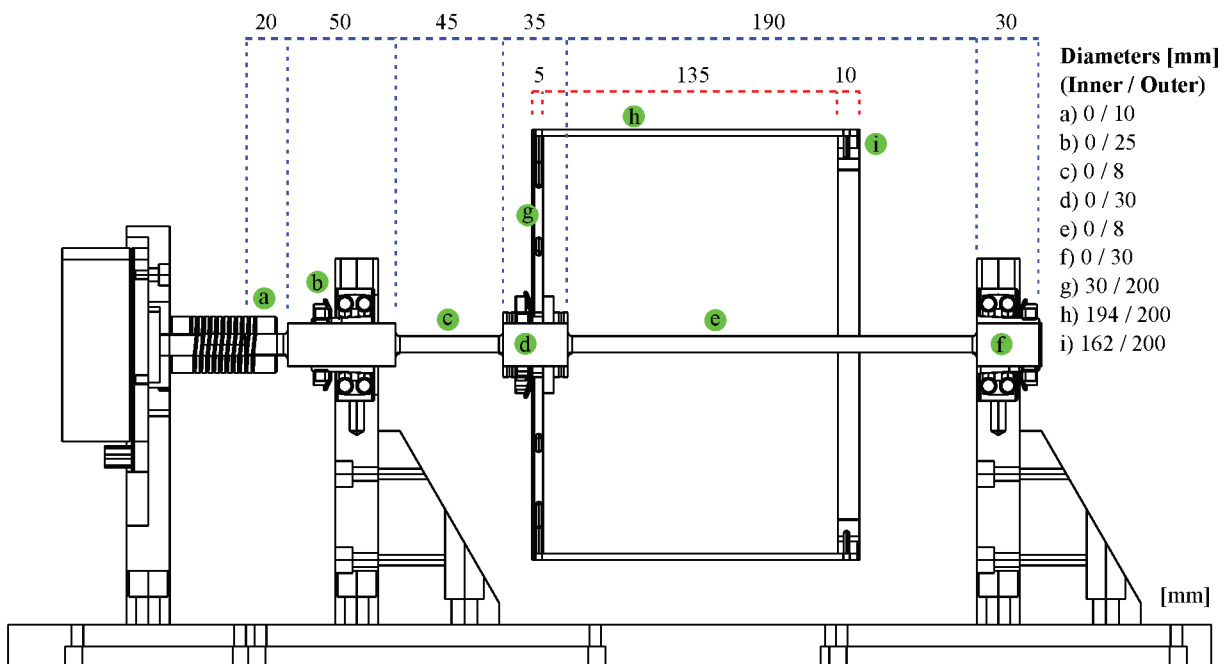 20 50 45 35 190 30
5 135 10
Diameters [mm]
(Inner / Outer)
a) 0 / 10
b) 0 / 25
c) 0 / 8
d) 0 / 30
e) 0 / 8
f) 0 / 30
g) 30 / 200
h) 194 / 200
i) 162 / 200
h
i
g
b
a
c
d
e
f
[mm]